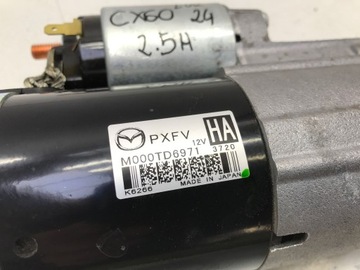 CX60 24
2.5H
PXFV 12V HA
M000TD6971 3720
K6266 MADE IN JAPAN